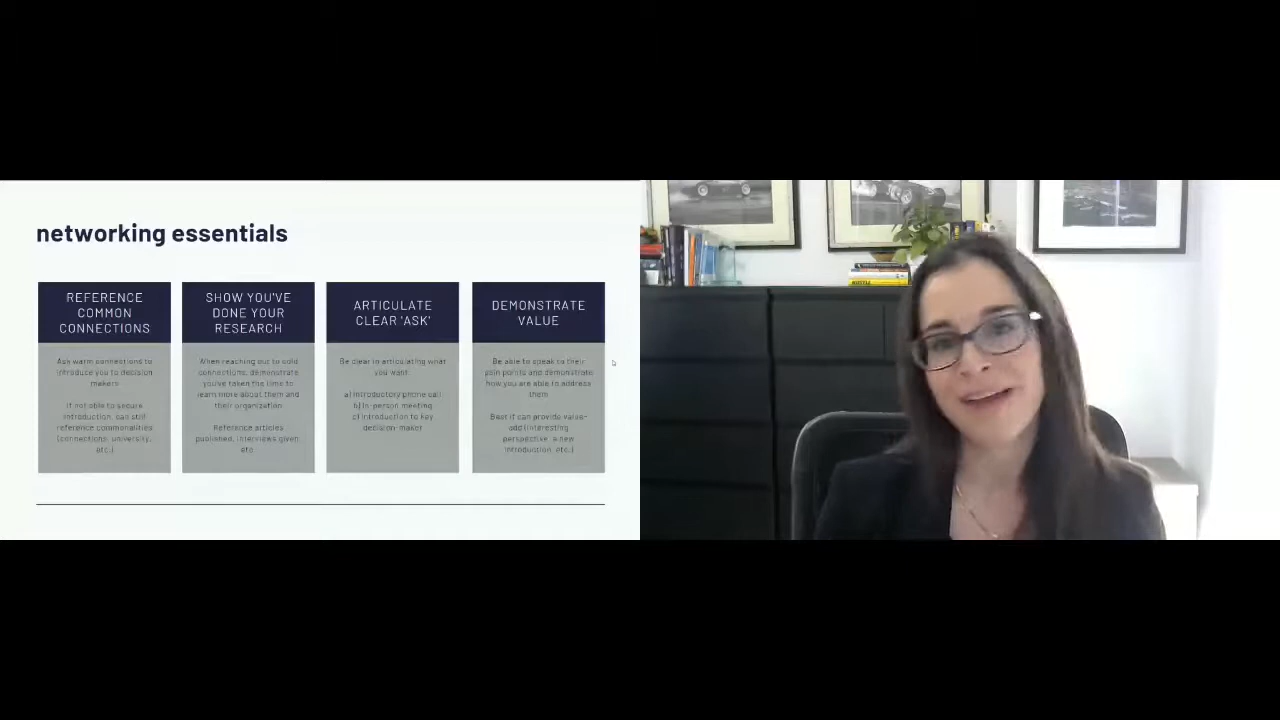 networking essentials
REFERENCE
COMMON
CONNECTIONS
Ask warm connections to
introduce you to decision
makers
If not able to secure
introduction, can still
reference commonalities
(connections, university,
etc.)
SHOW YOU'VE
DONE YOUR
RESEARCH
When reaching out to cold
connections, demonstrate
you've taken the time to
learn more about them and
their organization
Reference articles
published, interviews given,
etc
ARTICULATE
CLEAR 'ASK'
Be clear in articulating what
you want:
a) introductory phone call
b) in-person meeting
c) introduction to key
decision-maker
DEMONSTRATE
VALUE
Be able to speak to their
pain points and demonstrate
how you are able to address
them
Best if can provide value-
add (interesting
perspective, a new
introduction, etc.)